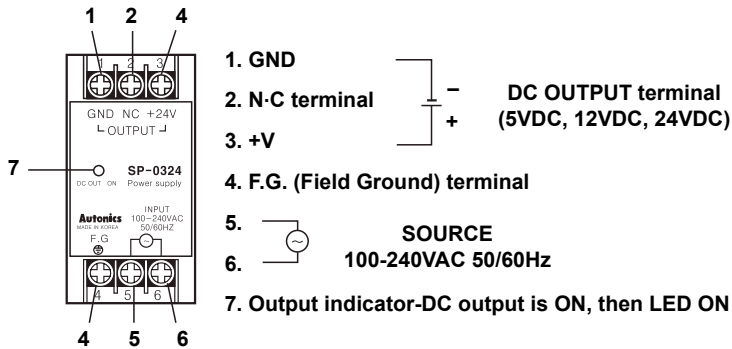 1 2 4
1 2 3
GND NC +24V
OUTPUT
7
DC OUT ON
SP-0324
Power supply
Autonics
MADE IN KOREA
INPUT
100-240VAC
50/60HZ
F.G
4 5 6
4 5 6
1. GND
2. N·C terminal
3. +V
−
+
DC OUTPUT terminal
(5VDC, 12VDC, 24VDC)
4. F.G. (Field Ground) terminal
5.
6.
SOURCE
100-240VAC 50/60Hz
7. Output indicator-DC output is ON, then LED ON